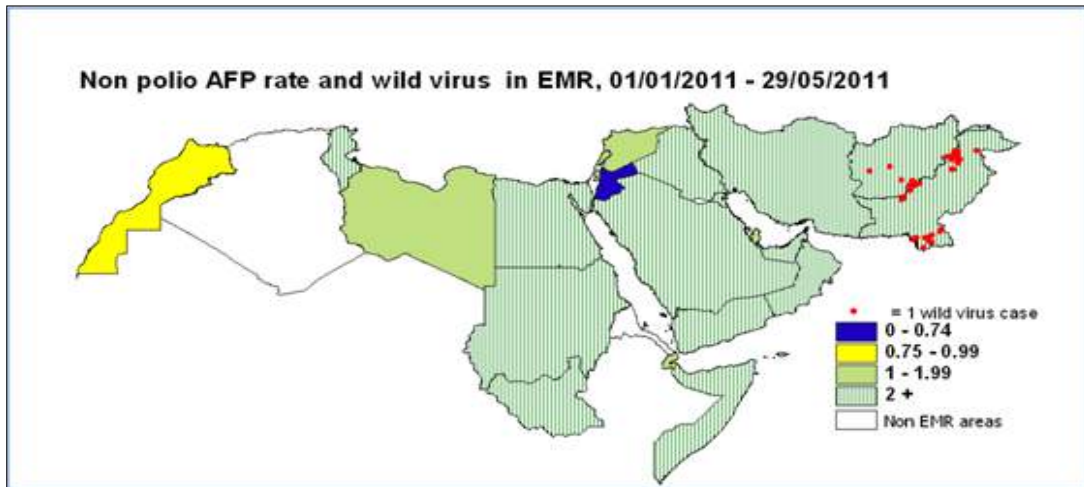 Non polio AFP rate and wild virus in EMR, 01/01/2011 - 29/05/2011
= 1 wild virus case
0 - 0.74
0.75 - 0.99
1 - 1.99
2 +
Non EMR areas